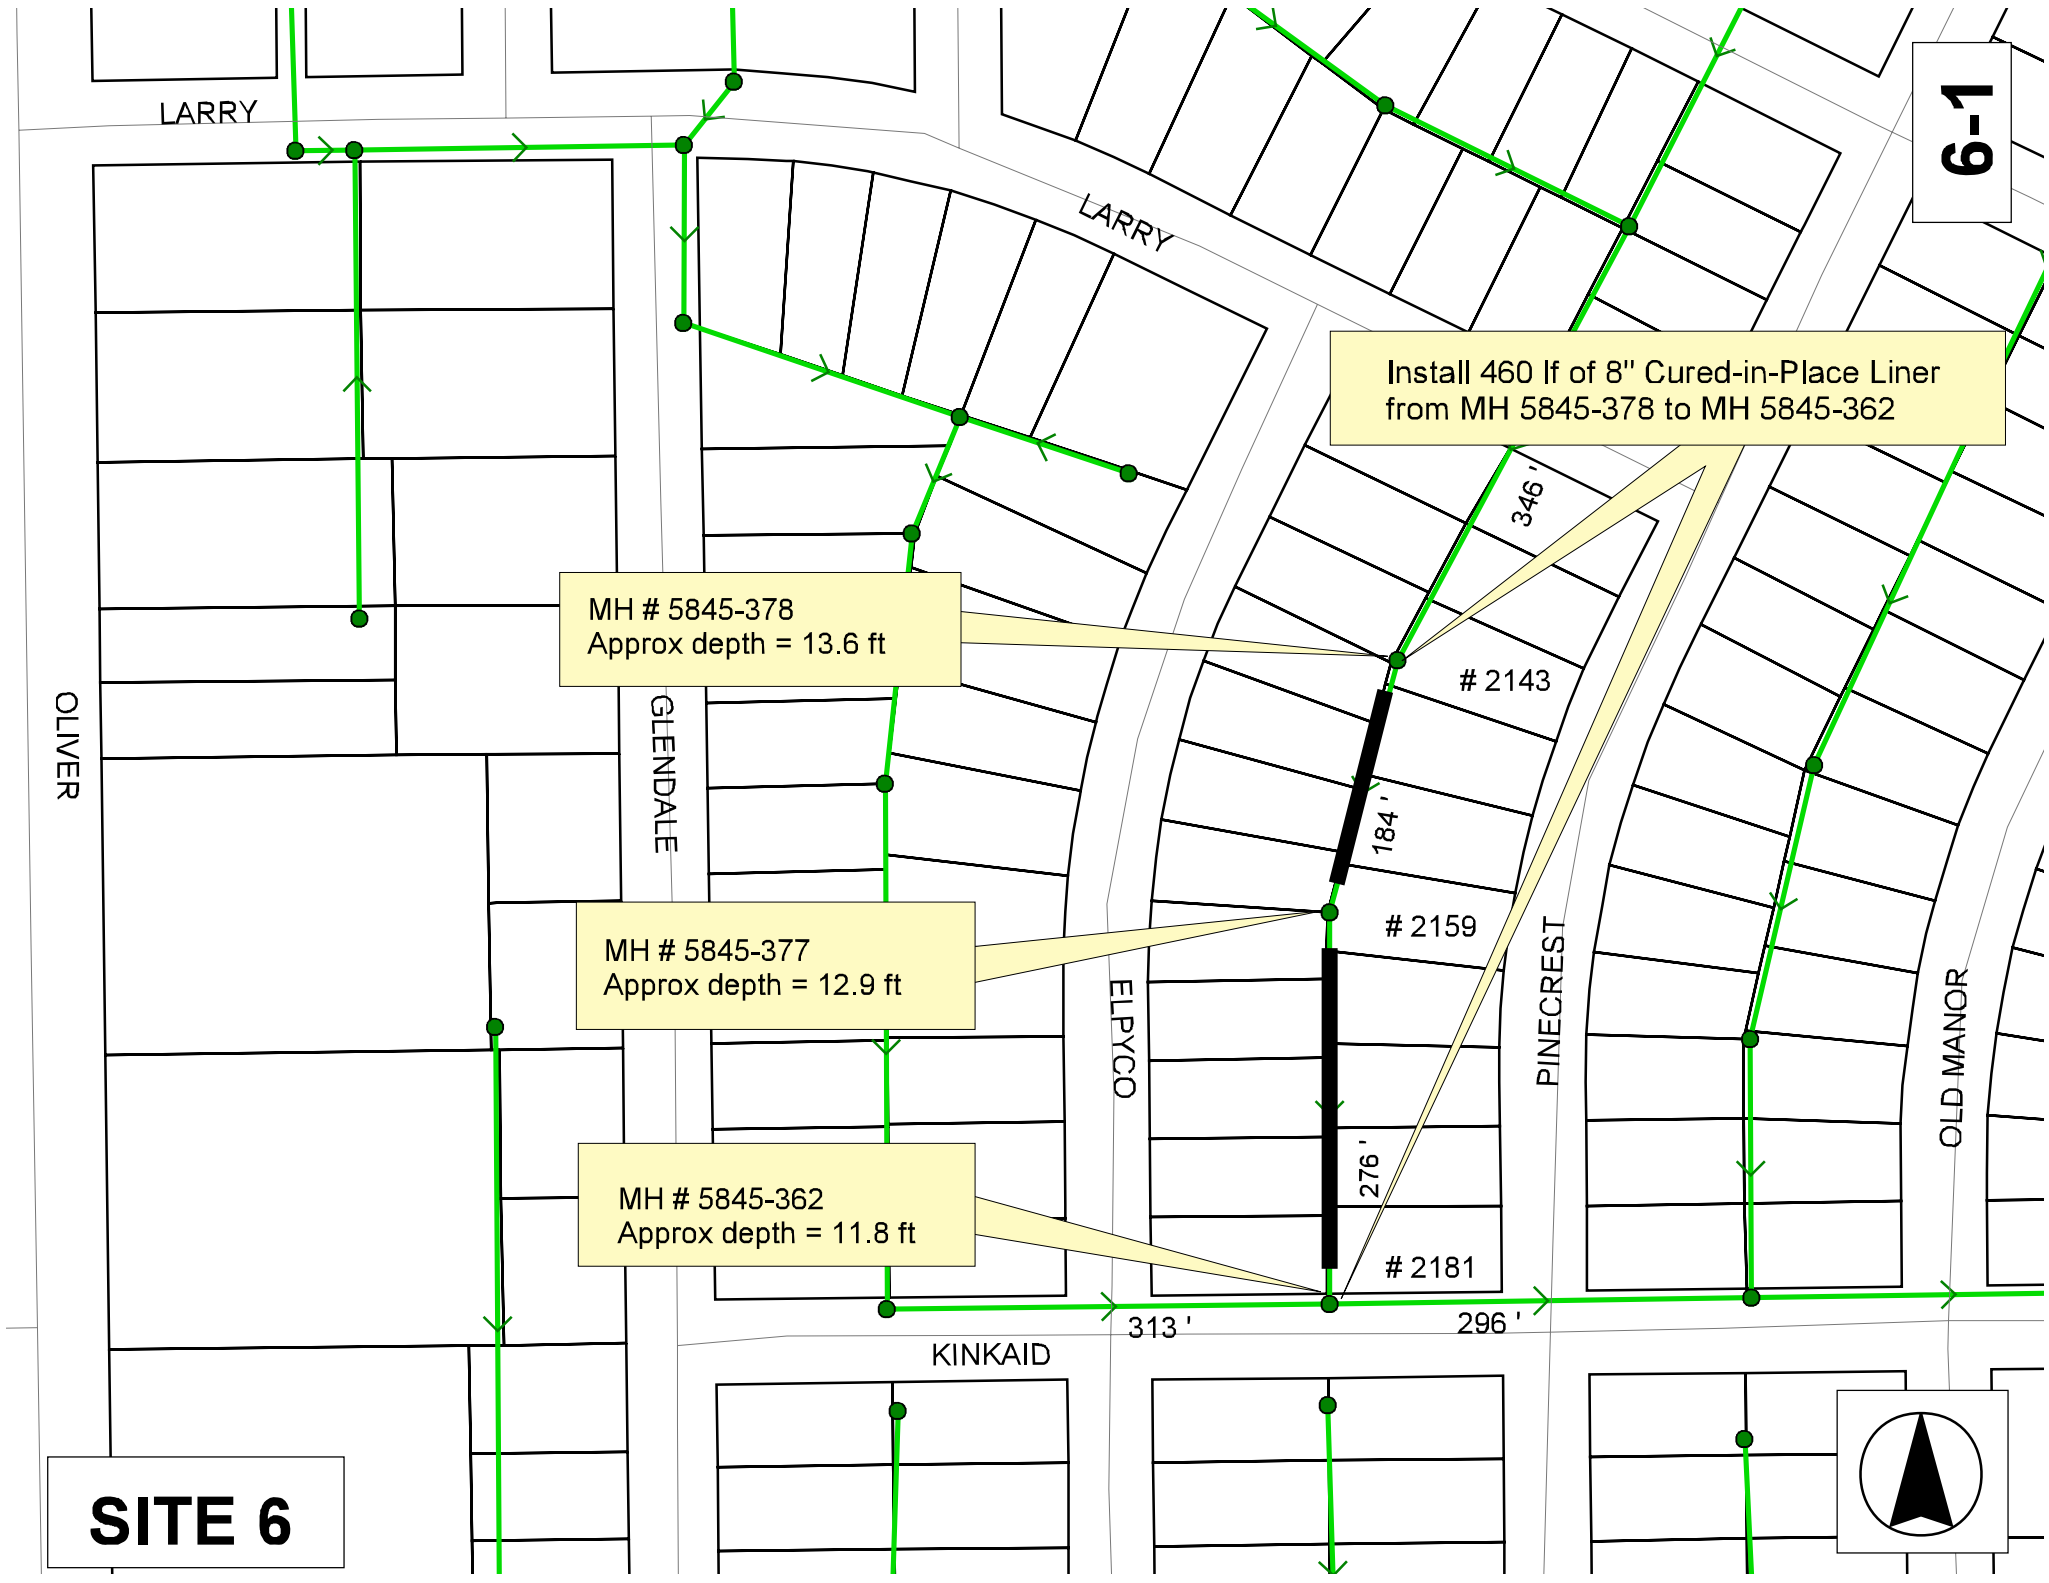 LARRY
6-1
LARRY
Install 460 lf of 8" Cured-in-Place Liner
from MH 5845-378 to MH 5845-362
346 '
MH # 5845-378
Approx depth = 13.6 ft
# 2143
OLIVER
GLENDALE
184 '
MH # 5845-377
Approx depth = 12.9 ft
# 2159
ELPYCO
PINECREST
OLD MANOR
276 '
MH # 5845-362
Approx depth = 11.8 ft
# 2181
313 '
296 '
KINKAID
SITE 6